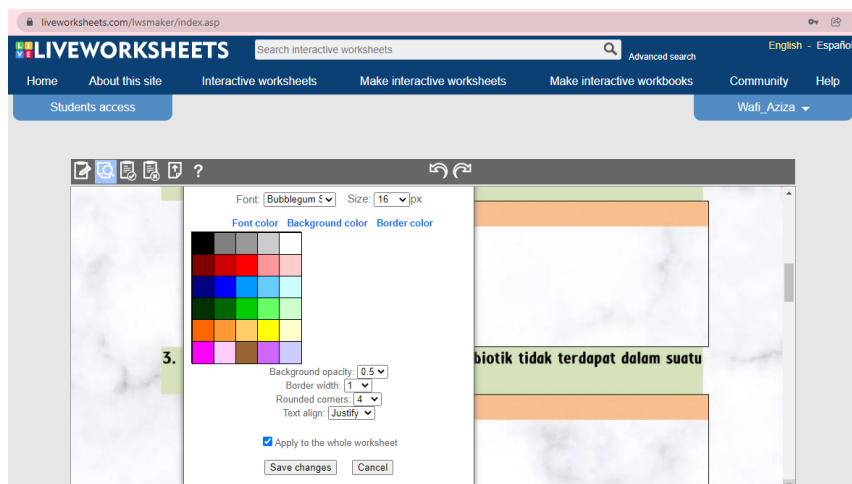 liveworksheets.com/lwsmaker/index.asp
LIVE LIVEWORKSHEETS Search interactive worksheets Advanced search English - Españo
Home About this site Interactive worksheets Make interactive worksheets Make interactive workbooks Community Help
Students access Wafi_Aziza
?
Font: Bubblegum S Size: 16 px
Font color Background color Border color
3. biotik tidak terdapat dalam suatu
Background opacity: 0.5
Border width: 1
Rounded corners: 4
Text align: Justify
Apply to the whole worksheet
Save changes Cancel